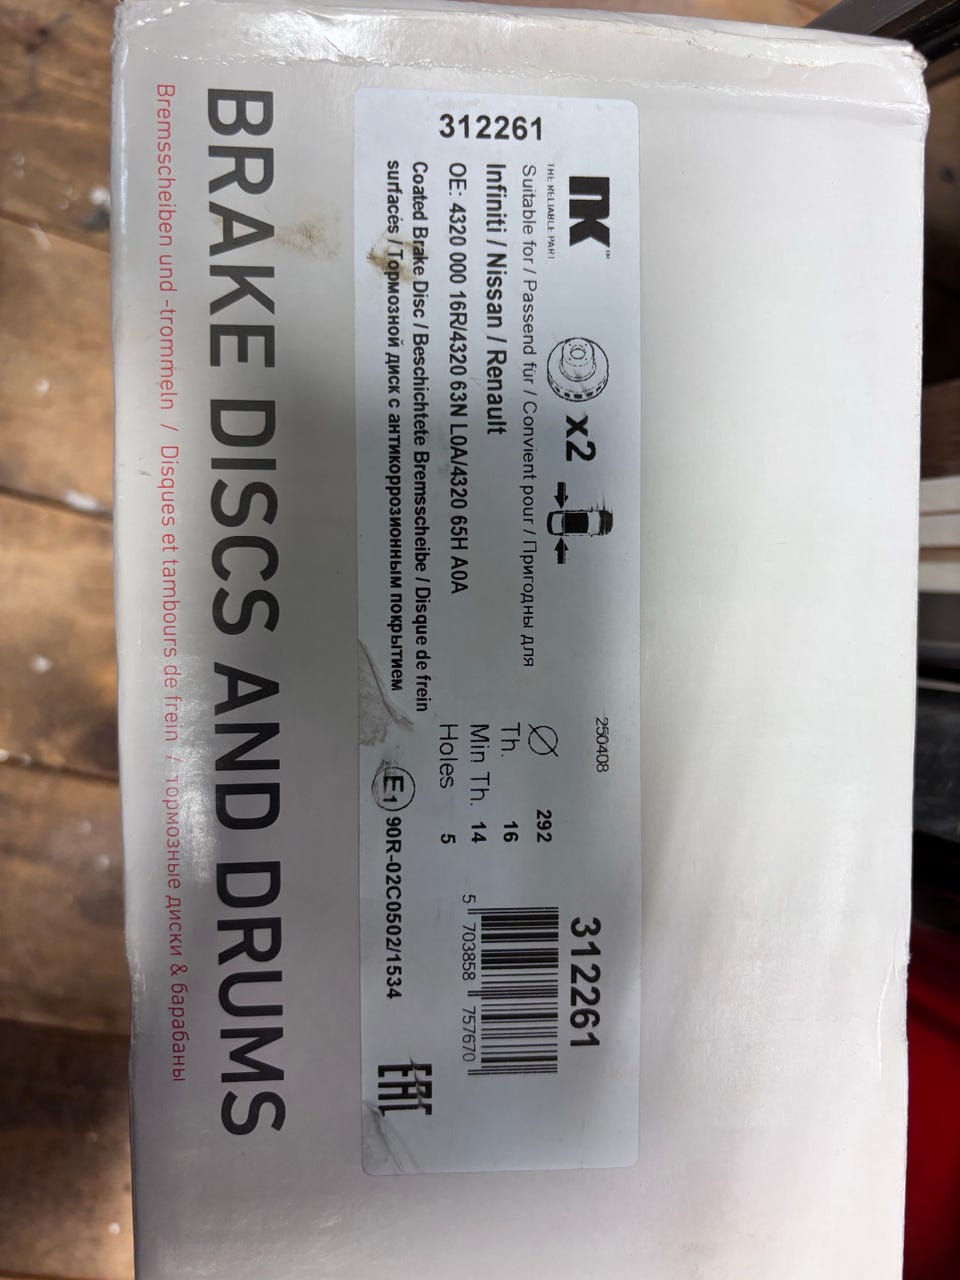 312261
nk™
THE RELIABLE PART
x2
250408
312261
Suitable for / Passend für / Convient pour / Пригодны для
Infiniti / Nissan / Renault
OE: 4320 000 16R/4320 63N L0A/4320 65H A0A
Coated Brake Disc / Beschichtete Bremsscheibe / Disque de frein
surfacés / Тормозной диск с антикоррозионным покрытием
Ø 292
Th. 16
Min Th. 14
Holes 5
5 703858 757670
E1 90R-02C0502/1534
EAC
BRAKE DISCS AND DRUMS
Bremsscheiben und -trommeln / Disques et tambours de frein / тормозные диски & барабаны